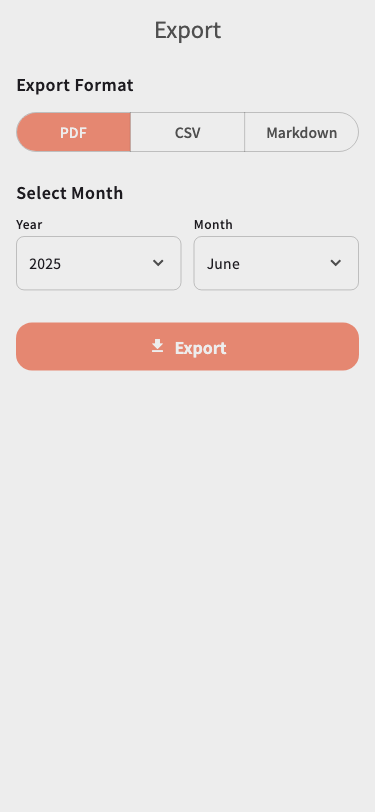 Export
Export Format
PDF CSV Markdown
Select Month
Year Month
2025 June
Export